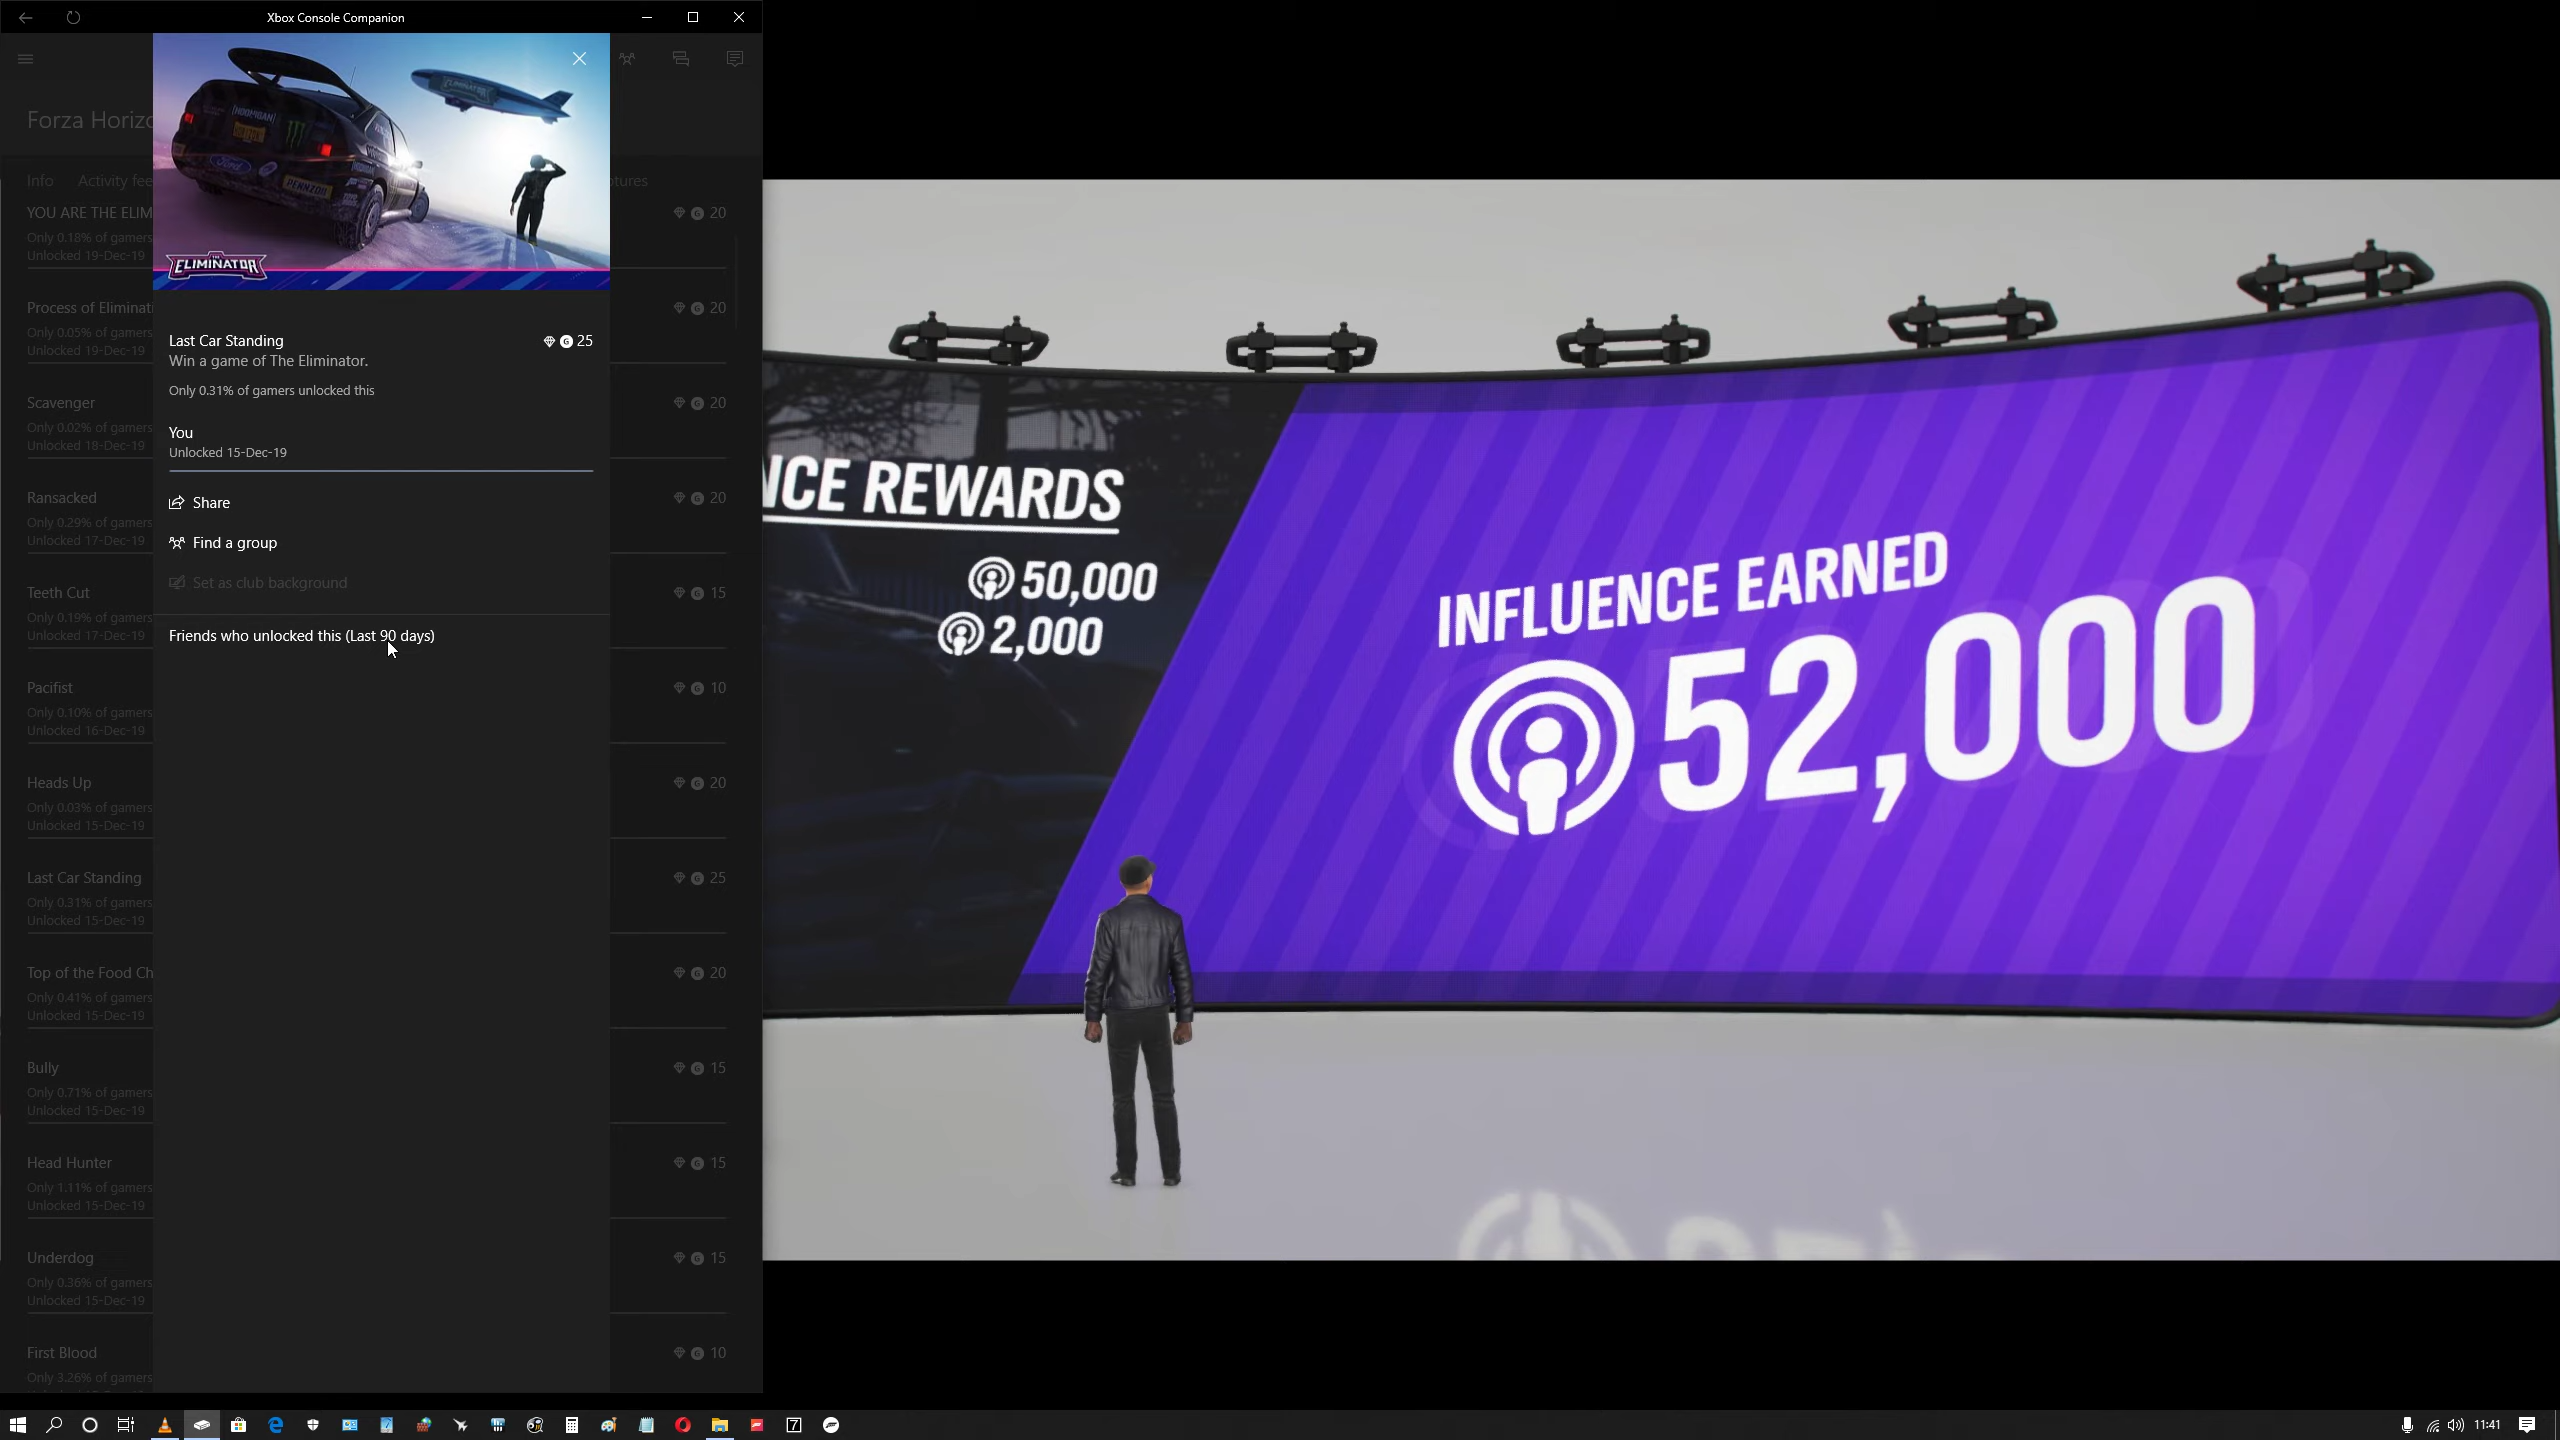 Xbox Console Companion
Forza Horizo
Info
Activity fee
ptures
YOU ARE THE ELIM
20
Only 0.18% of gamers
Unlocked 19-Dec-19
Process of Eliminati
20
Only 0.05% of gamers
Unlocked 19-Dec-19
Scavenger
20
Only 0.02% of gamers
Unlocked 18-Dec-19
Ransacked
20
Only 0.29% of gamers
Unlocked 17-Dec-19
Teeth Cut
15
Only 0.19% of gamers
Unlocked 17-Dec-19
Pacifist
10
Only 0.10% of gamers
Unlocked 16-Dec-19
Heads Up
20
Only 0.03% of gamers
Unlocked 15-Dec-19
Last Car Standing
25
Only 0.31% of gamers
Unlocked 15-Dec-19
Top of the Food Ch
20
Only 0.41% of gamers
Unlocked 15-Dec-19
Bully
15
Only 0.71% of gamers
Unlocked 15-Dec-19
Head Hunter
15
Only 1.11% of gamers
Unlocked 15-Dec-19
Underdog
15
Only 0.36% of gamers
Unlocked 15-Dec-19
First Blood
10
Only 3.26% of gamers
HOONIGAN
Ford
PENNZOIL
ELIMINATOR
THE
ELIMINATOR
Last Car Standing
G 25
Win a game of The Eliminator.
Only 0.31% of gamers unlocked this
You
Unlocked 15-Dec-19
Share
Find a group
Set as club background
Friends who unlocked this (Last 90 days)
NCE REWARDS
50,000
2,000
INFLUENCE EARNED
52,000
7
11:41